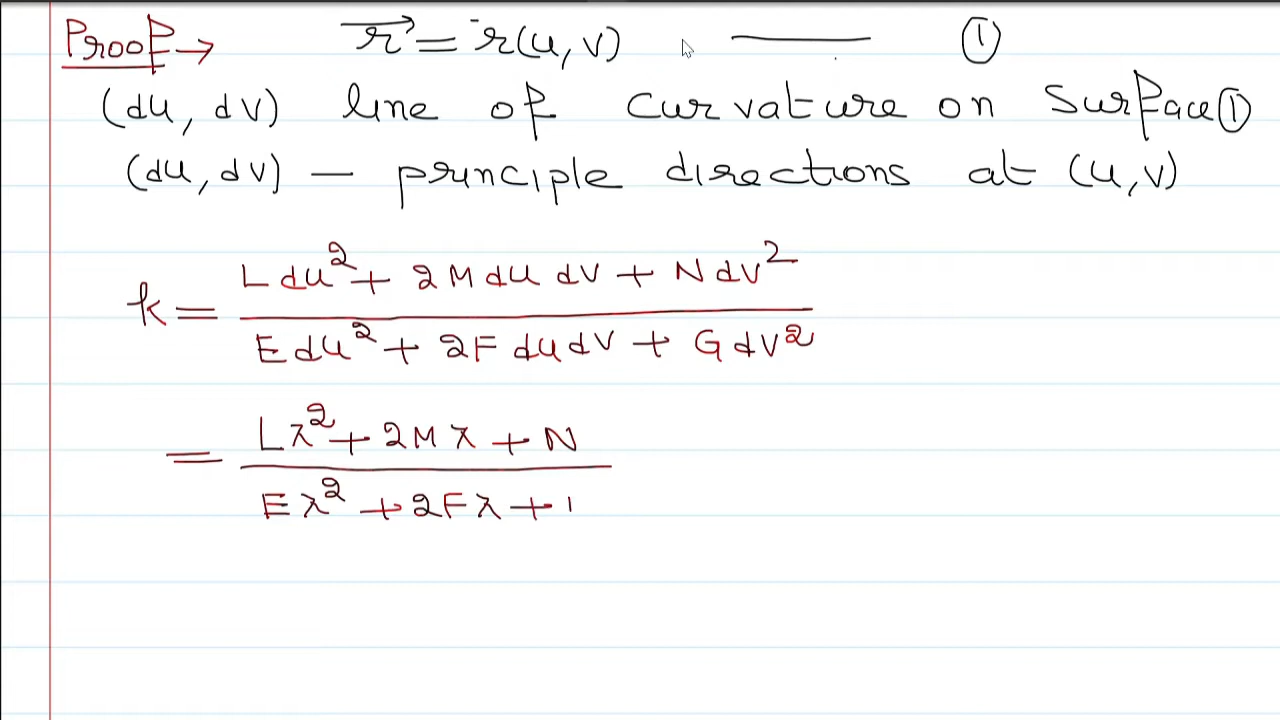 Proof → r⃗ = r(u, v) —— ①
(du, dv) line of curvature on surface ①
(du, dv) — principle directions at (u, v)
k = (L du² + 2M du dv + N dv²) / (E du² + 2F du dv + G dv²)
= (Lλ² + 2Mλ + N) / (Eλ² + 2Fλ +